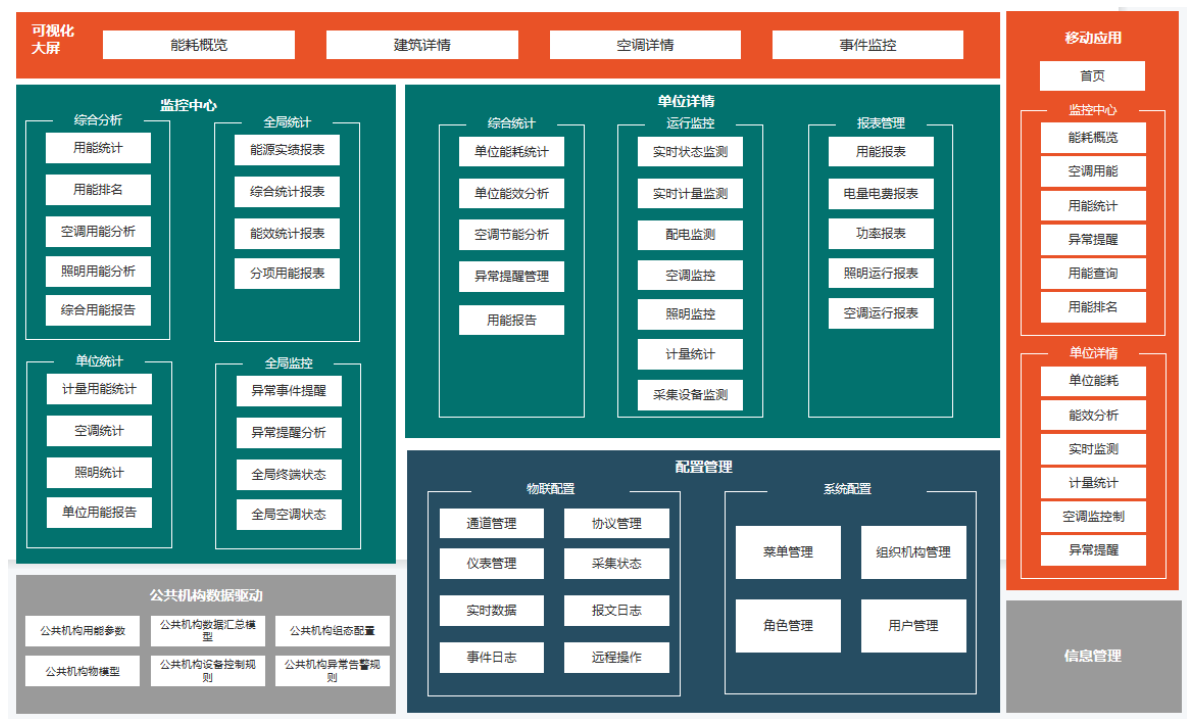 可视化
大屏
能耗概览
建筑详情
空调详情
事件监控
监控中心
综合分析
用能统计
用能排名
空调用能分析
照明用能分析
综合用能报告
全局统计
能源实绩报表
综合统计报表
能效统计报表
分项用能报表
单位统计
计量用能统计
空调统计
照明统计
单位用能报告
全局监控
异常事件提醒
异常提醒分析
全局终端状态
全局空调状态
单位详情
综合统计
单位能耗统计
单位能效分析
空调节能分析
异常提醒管理
用能报告
运行监控
实时状态监测
实时计量监测
配电监测
空调监控
照明监控
计量统计
采集设备监测
报表管理
用能报表
电量电费报表
功率报表
照明运行报表
空调运行报表
配置管理
物联配置
通道管理
协议管理
仪表管理
采集状态
实时数据
报文日志
事件日志
远程操作
系统配置
菜单管理
组织机构管理
角色管理
用户管理
公共机构数据驱动
公共机构用能参数
公共机构数据汇总模
型
公共机构组态配置
公共机构物模型
公共机构设备控制规
则
公共机构异常告警规
则
移动应用
首页
监控中心
能耗概览
空调用能
用能统计
异常提醒
用能查询
用能排名
单位详情
单位能耗
能效分析
实时监测
计量统计
空调监控制
异常提醒
信息管理